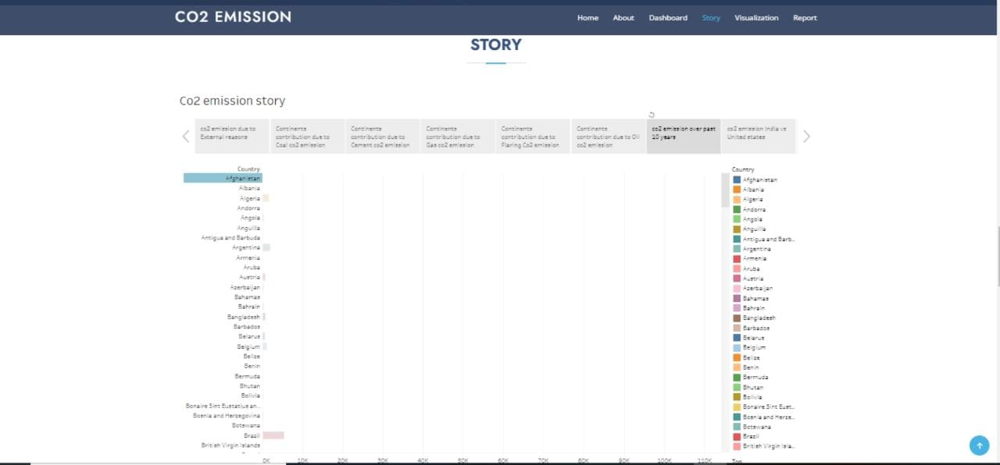 CO2 EMISSION
Home About Dashboard Story Visualization Report
STORY
Co2 emission story
co2 emission due to
External reasons
Continents
contribution due to
Coal co2 emission
Continents
contribution due to
Cement co2 emission
Continents
contribution due to
Gas co2 emission
Continents
contribution due to
Flaring Co2 emission
Continents
contribution due to Oil
co2 emission
co2 emission over past
10 years
co2 emission India vs
United states
Country
Afghanistan
Albania
Algeria
Andorra
Angola
Anguilla
Antigua and Barbuda
Argentina
Armenia
Aruba
Austria
Azerbaijan
Bahamas
Bahrain
Bangladesh
Barbados
Belarus
Belgium
Belize
Benin
Bermuda
Bhutan
Bolivia
Bonaire Sint Eustatius an..
Bosnia and Herzegovina
Botswana
Brazil
British Virgin Islands
0K 10K 20K 30K 40K 50K 60K 70K 80K 90K 100K 110K
Country
Afghanistan
Albania
Algeria
Andorra
Angola
Anguilla
Antigua and Barb..
Argentina
Armenia
Aruba
Austria
Azerbaijan
Bahamas
Bahrain
Bangladesh
Barbados
Belarus
Belgium
Belize
Benin
Bermuda
Bhutan
Bolivia
Bonaire Sint Eust..
Bosnia and Herze..
Botswana
Brazil
British Virgin Isla..